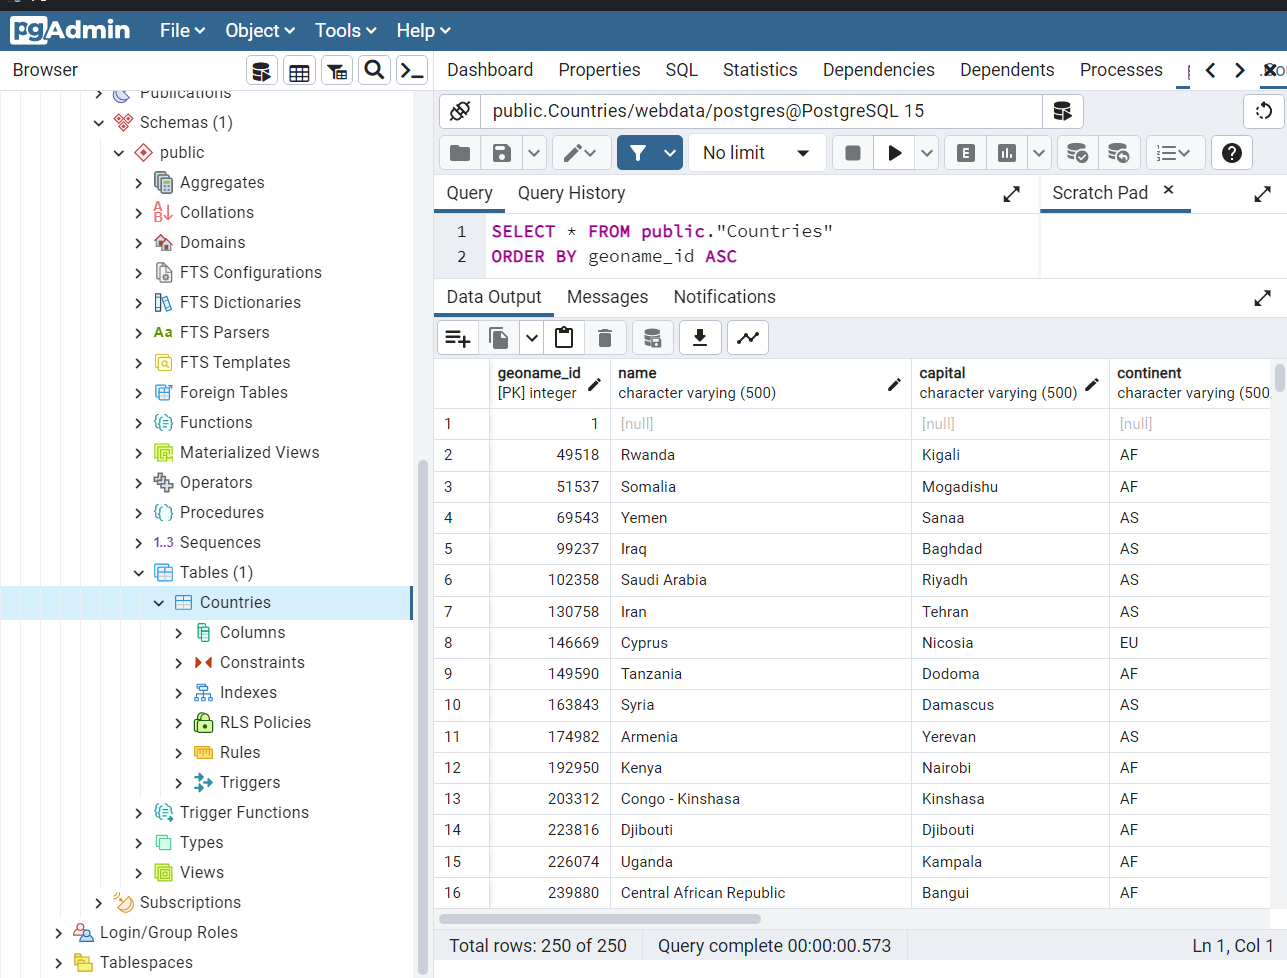 pgAdmin File Object Tools Help
Browser
Dashboard Properties SQL Statistics Dependencies Dependents Processes
Publications
Schemas (1)
public
Aggregates
Collations
Domains
FTS Configurations
FTS Dictionaries
Aa FTS Parsers
FTS Templates
Foreign Tables
Functions
Materialized Views
Operators
Procedures
1..3 Sequences
Tables (1)
Countries
Columns
Constraints
Indexes
RLS Policies
Rules
Triggers
Trigger Functions
Types
Views
Subscriptions
Login/Group Roles
Tablespaces
public.Countries/webdata/postgres@PostgreSQL 15
No limit E
Query Query History
Scratch Pad
1 SELECT * FROM public."Countries"
2 ORDER BY geoname_id ASC
Data Output Messages Notifications
geoname_id name capital continent
[PK] integer character varying (500) character varying (500) character varying (500
1 1 [null] [null] [null]
2 49518 Rwanda Kigali AF
3 51537 Somalia Mogadishu AF
4 69543 Yemen Sanaa AS
5 99237 Iraq Baghdad AS
6 102358 Saudi Arabia Riyadh AS
7 130758 Iran Tehran AS
8 146669 Cyprus Nicosia EU
9 149590 Tanzania Dodoma AF
10 163843 Syria Damascus AS
11 174982 Armenia Yerevan AS
12 192950 Kenya Nairobi AF
13 203312 Congo - Kinshasa Kinshasa AF
14 223816 Djibouti Djibouti AF
15 226074 Uganda Kampala AF
16 239880 Central African Republic Bangui AF
Total rows: 250 of 250 Query complete 00:00:00.573 Ln 1, Col 1